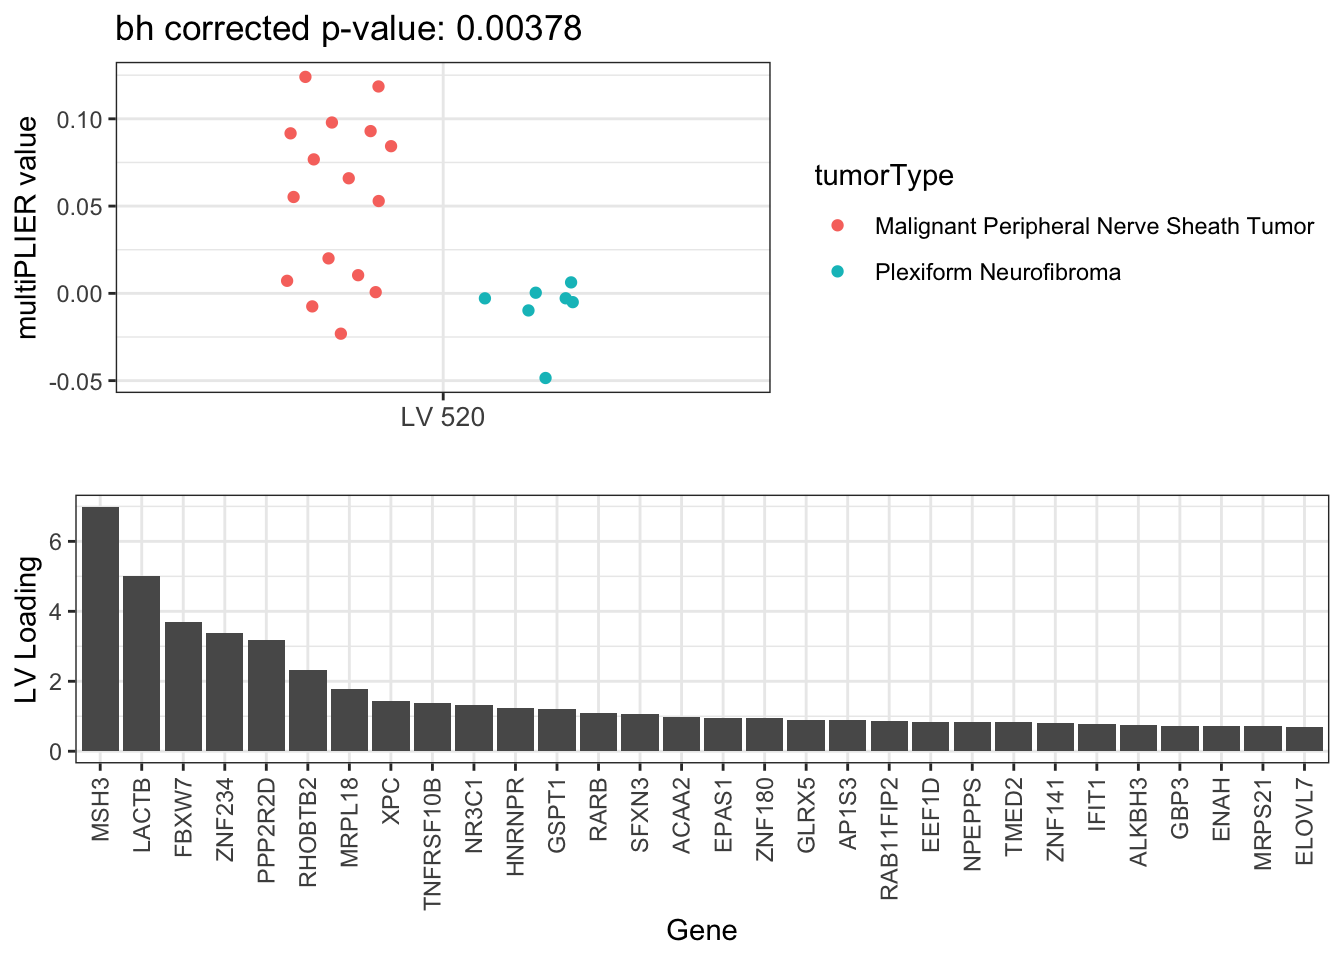 bh corrected p-value: 0.00378
multiPLIER value
0.10
0.05
0.00
-0.05
LV 520
tumorType
Malignant Peripheral Nerve Sheath Tumor
Plexiform Neurofibroma
LV Loading
6
4
2
0
MSH3
LACTB
FBXW7
ZNF234
PPP2R2D
RHOBTB2
MRPL18
XPC
TNFRSF10B
NR3C1
HNRNPR
GSPT1
RARB
SFXN3
ACAA2
EPAS1
ZNF180
GLRX5
AP1S3
RAB11FIP2
EEF1D
NPEPPS
TMED2
ZNF141
IFIT1
ALKBH3
GBP3
ENAH
MRPS21
ELOVL7
Gene